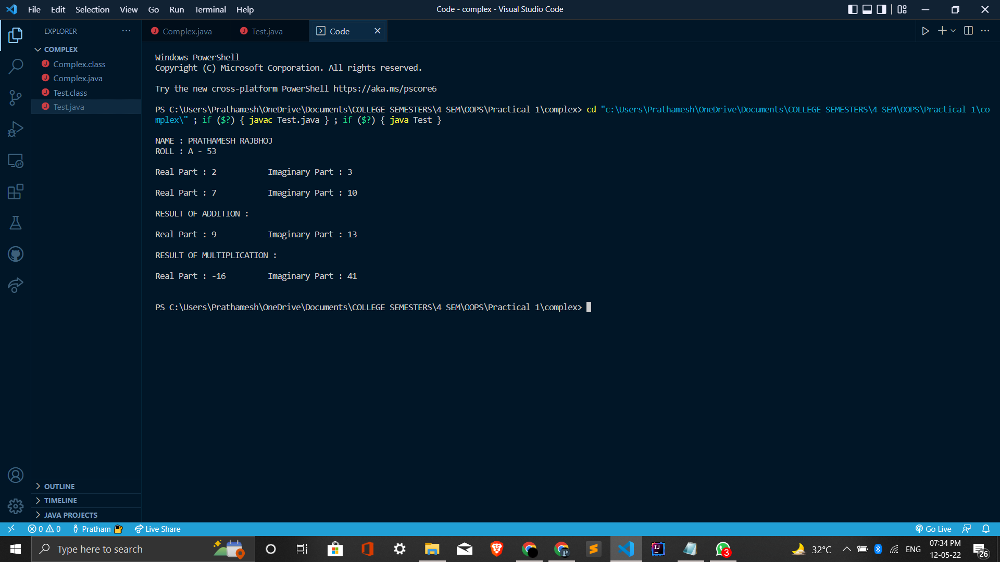 File Edit Selection View Go Run Terminal Help
Code - complex - Visual Studio Code
EXPLORER
COMPLEX
Complex.class
Complex.java
Test.class
Test.java
OUTLINE
TIMELINE
JAVA PROJECTS
Complex.java Test.java Code
Windows PowerShell
Copyright (C) Microsoft Corporation. All rights reserved.
Try the new cross-platform PowerShell https://aka.ms/pscore6
PS C:\Users\Prathamesh\OneDrive\Documents\COLLEGE SEMESTERS\4 SEM\OOPS\Practical 1\complex> cd "c:\Users\Prathamesh\OneDrive\Documents\COLLEGE SEMESTERS\4 SEM\OOPS\Practical 1\co
mplex\" ; if ($?) { javac Test.java } ; if ($?) { java Test }
NAME : PRATHAMESH RAJBHOJ
ROLL : A - 53
Real Part : 2 Imaginary Part : 3
Real Part : 7 Imaginary Part : 10
RESULT OF ADDITION :
Real Part : 9 Imaginary Part : 13
RESULT OF MULTIPLICATION :
Real Part : -16 Imaginary Part : 41
PS C:\Users\Prathamesh\OneDrive\Documents\COLLEGE SEMESTERS\4 SEM\OOPS\Practical 1\complex>
0 0 Pratham Live Share Go Live
Type here to search
IJ
P
3
32°C ENG
07:34 PM
12-05-22
26